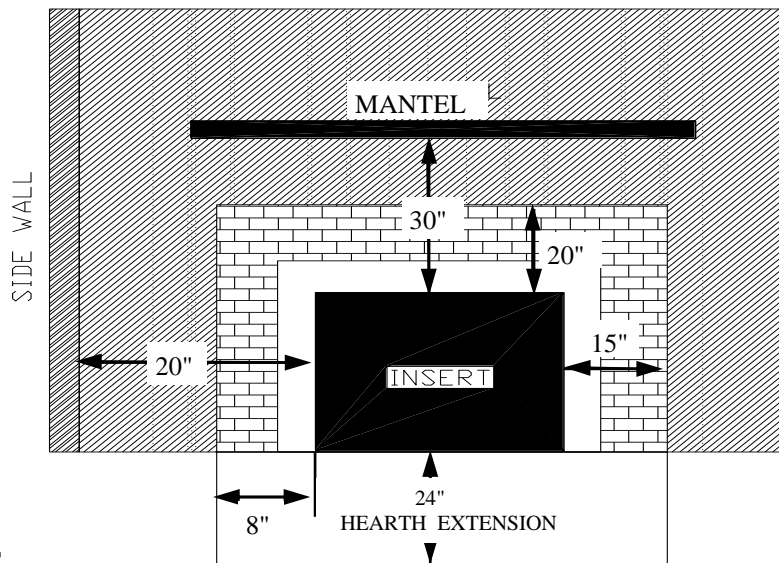 MANTEL
SIDE WALL
30"
20"
15"
20"
INSERT
24"
8"
HEARTH EXTENSION